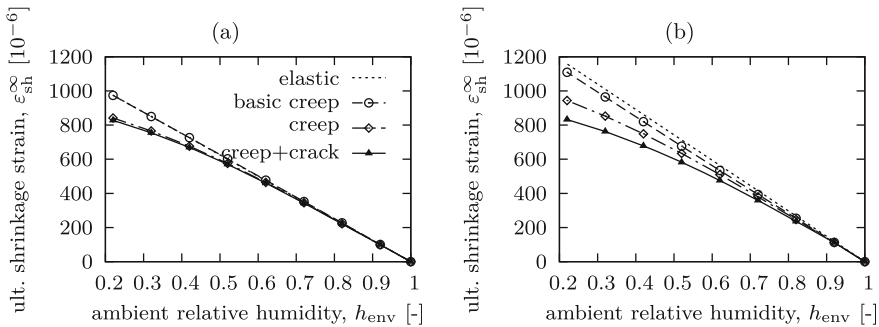 (a)
ult. shrinkage strain, ε∞sh [10−6]
1200
1000
800
600
400
200
0
elastic
basic creep
creep
creep+crack
0.2 0.3 0.4 0.5 0.6 0.7 0.8 0.9 1
ambient relative humidity, henv [-]
(b)
ult. shrinkage strain, ε∞sh [10−6]
1200
1000
800
600
400
200
0
0.2 0.3 0.4 0.5 0.6 0.7 0.8 0.9 1
ambient relative humidity, henv [-]